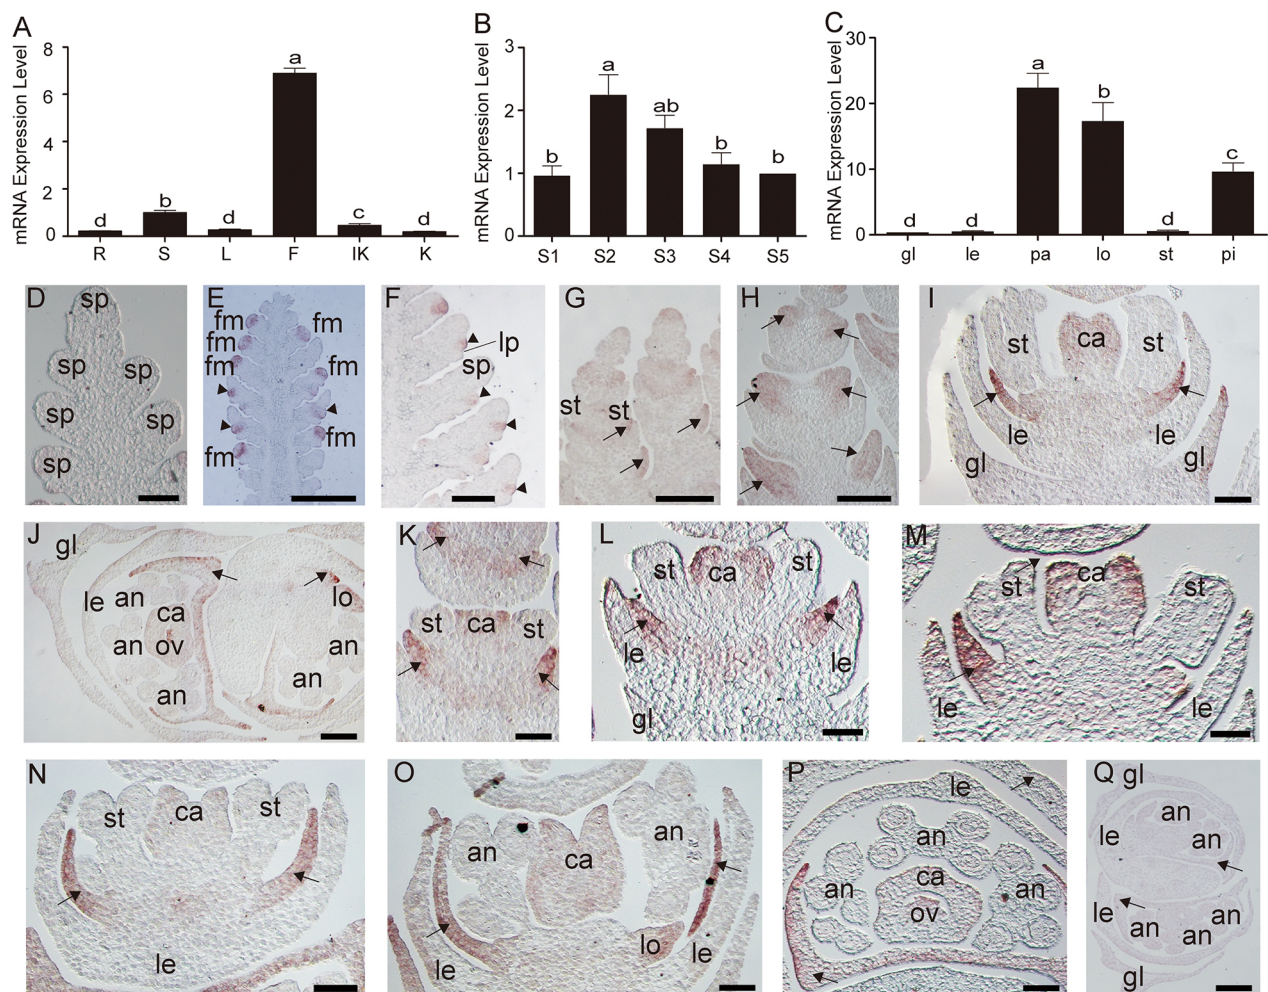 A
mRNA Expression Level
8
6
4
2
0
d
b
d
a
c
d
R S L F IK K
B
mRNA Expression Level
3
2
1
0
b
a
ab
b
b
S1 S2 S3 S4 S5
C
mRNA Expression Level
30
20
10
0
d
d
a
b
d
c
gl le pa lo st pi
D
sp
sp
sp
sp
sp
sp
E
fm
fm
fm
fm
fm
fm
fm
fm
F
lp
sp
G
st
st
H
I
st
ca
st
le
le
gl
gl
J
gl
le
an
ca
lo
an
ov
an
an
an
K
st
ca
st
L
st
ca
st
le
le
gl
M
st
ca
st
le
le
N
st
ca
st
le
O
an
ca
an
lo
le
le
P
le
an
ca
an
an
ov
Q
gl
an
le
an
le
an
an
an
gl